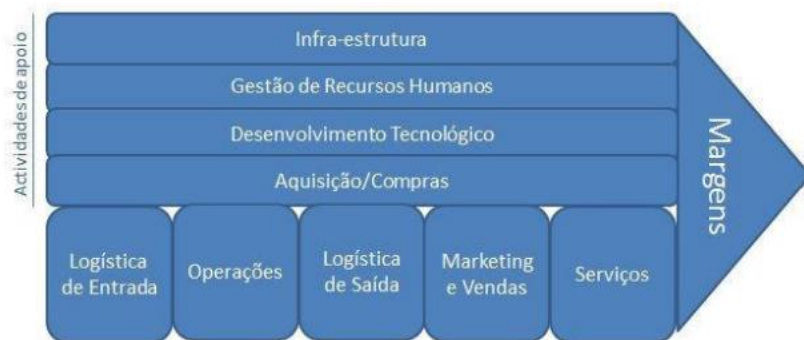 Actividades de apoio
Infra-estrutura
Gestão de Recursos Humanos
Desenvolvimento Tecnológico
Aquisição/Compras
Margens
Logística
de Entrada
Operações
Logística
de Saída
Marketing
e Vendas
Serviços